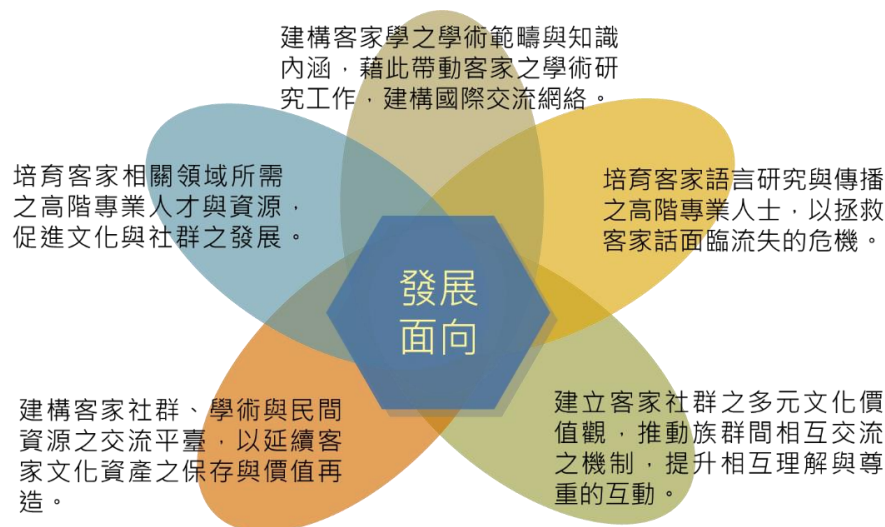 建構客家學之學術範疇與知識
內涵，藉此帶動客家之學術研
究工作，建構國際交流網絡。
培育客家相關領域所需
之高階專業人才與資源，
促進文化與社群之發展。
培育客家語言研究與傳播
之高階專業人士，以拯救
客家話面臨流失的危機。
發展
面向
建構客家社群、學術與民間
資源之交流平臺，以延續客
家文化資產之保存與價值再
造。
建立客家社群之多元文化價
值觀，推動族群間相互交流
之機制，提升相互理解與尊
重的互動。